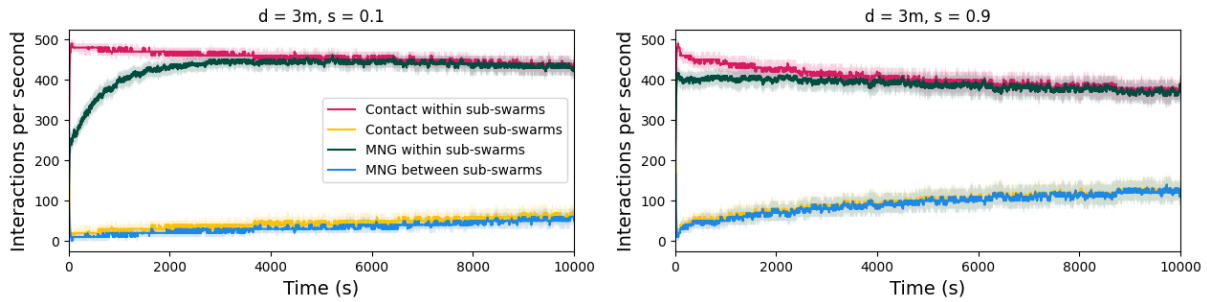 d = 3m, s = 0.1
Interactions per second
500
400
300
200
100
0
Contact within sub-swarms
Contact between sub-swarms
MNG within sub-swarms
MNG between sub-swarms
0 2000 4000 6000 8000 10000
Time (s)
d = 3m, s = 0.9
Interactions per second
500
400
300
200
100
0
0 2000 4000 6000 8000 10000
Time (s)